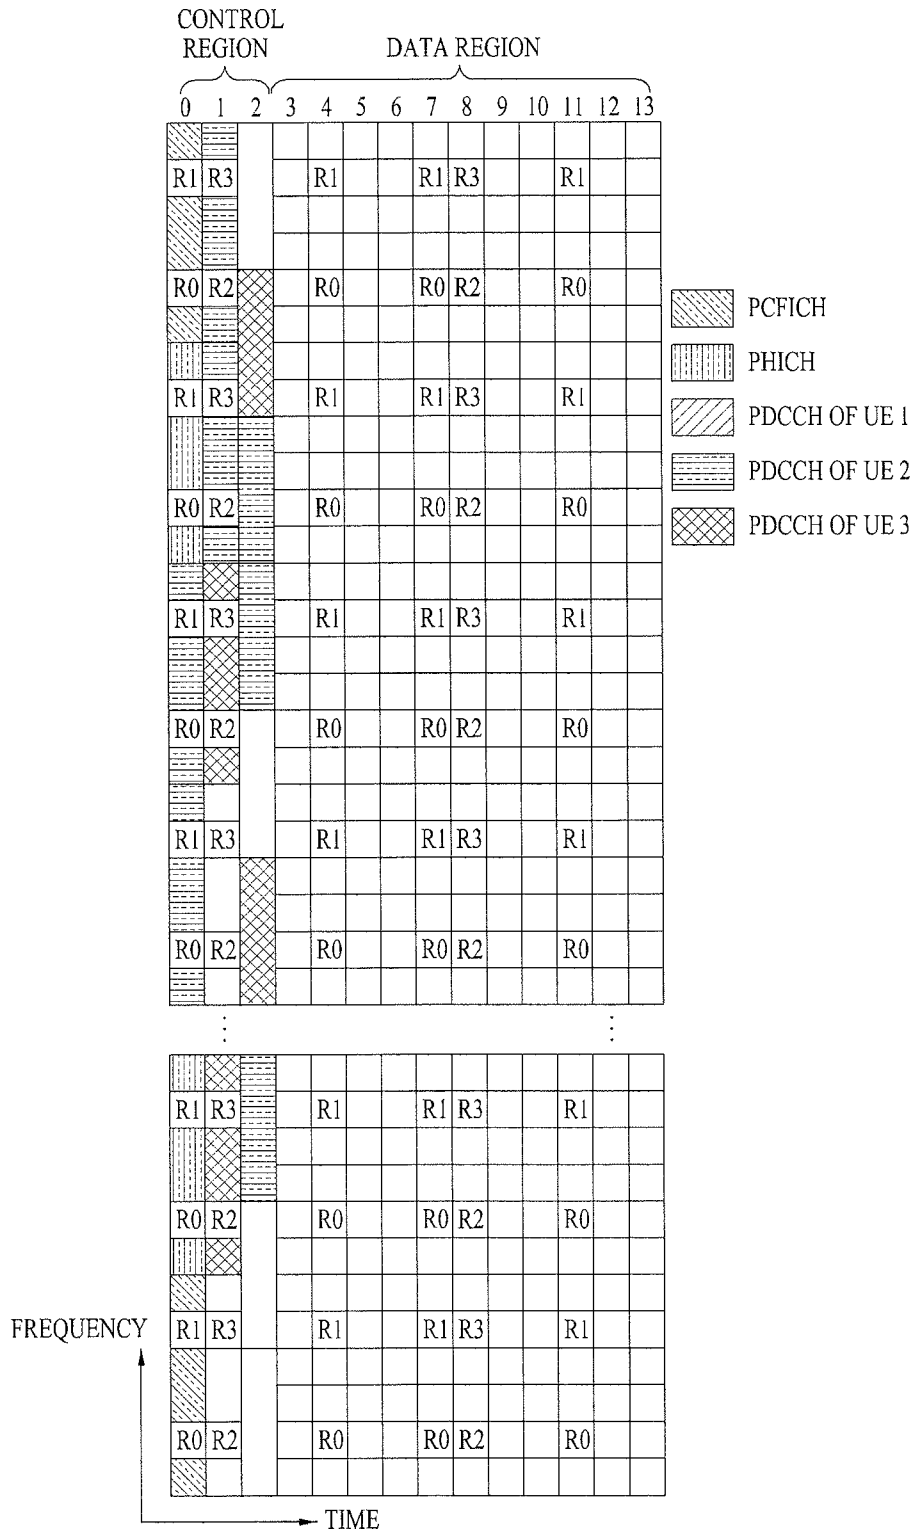 CONTROL
REGION
DATA REGION
0 1 2 3 4 5 6 7 8 9 10 11 12 13
R1 R3 R1 R1 R3 R1
R0 R2 R0 R0 R2 R0
PCFICH
PHICH
R1 R3 R1 R1 R3 R1
PDCCH OF UE 1
PDCCH OF UE 2
R0 R2 R0 R0 R2 R0
PDCCH OF UE 3
R1 R3 R1 R1 R3 R1
R0 R2 R0 R0 R2 R0
R1 R3 R1 R1 R3 R1
R0 R2 R0 R0 R2 R0
R1 R3 R1 R1 R3 R1
R0 R2 R0 R0 R2 R0
FREQUENCY
R1 R3 R1 R1 R3 R1
R0 R2 R0 R0 R2 R0
TIME